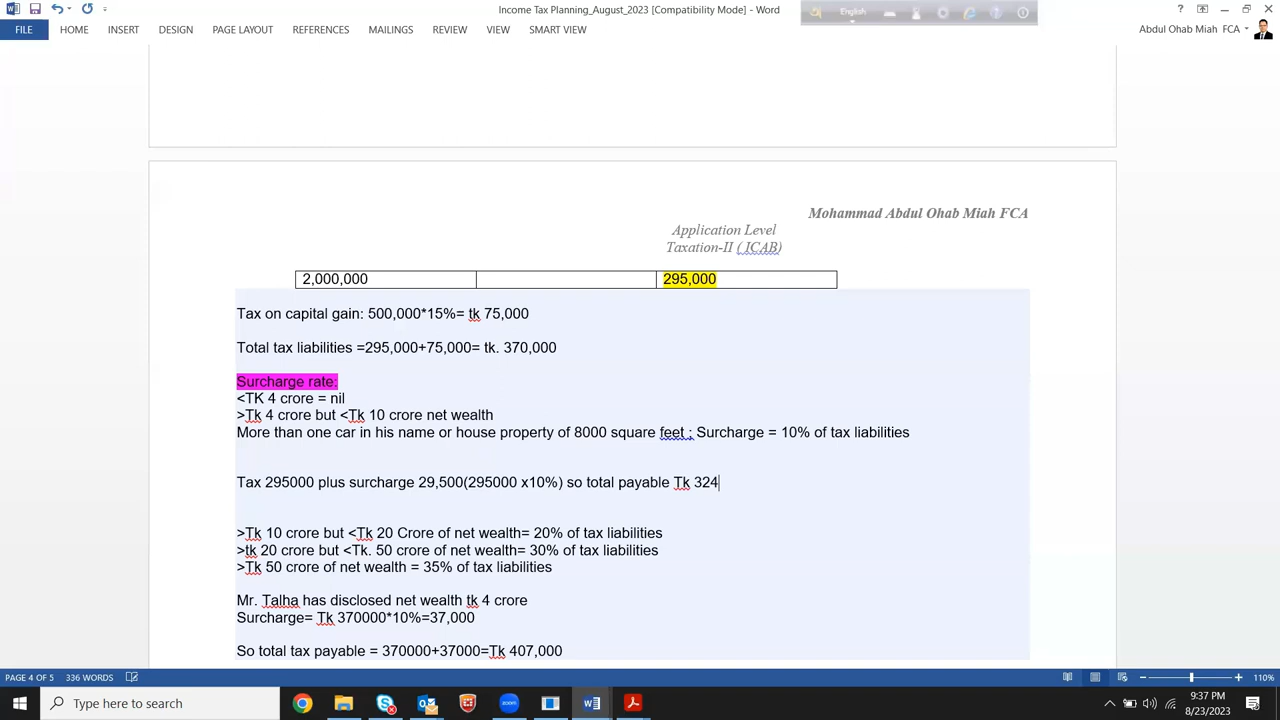 Income Tax Planning_August_2023 [Compatibility Mode] - Word
English
FILE HOME INSERT DESIGN PAGE LAYOUT REFERENCES MAILINGS REVIEW VIEW SMART VIEW
Abdul Ohab Miah FCA
Mohammad Abdul Ohab Miah FCA
Application Level
Taxation-II ( ICAB)
2,000,000 295,000
Tax on capital gain: 500,000*15%= tk 75,000
Total tax liabilities =295,000+75,000= tk. 370,000
Surcharge rate:
<TK 4 crore = nil
>Tk 4 crore but <Tk 10 crore net wealth
More than one car in his name or house property of 8000 square feet ; Surcharge = 10% of tax liabilities
Tax 295000 plus surcharge 29,500(295000 x10%) so total payable Tk 324
>Tk 10 crore but <Tk 20 Crore of net wealth= 20% of tax liabilities
>tk 20 crore but <Tk. 50 crore of net wealth= 30% of tax liabilities
>Tk 50 crore of net wealth = 35% of tax liabilities
Mr. Talha has disclosed net wealth tk 4 crore
Surcharge= Tk 370000*10%=37,000
So total tax payable = 370000+37000=Tk 407,000
PAGE 4 OF 5 336 WORDS 110%
Type here to search
9:37 PM
8/23/2023